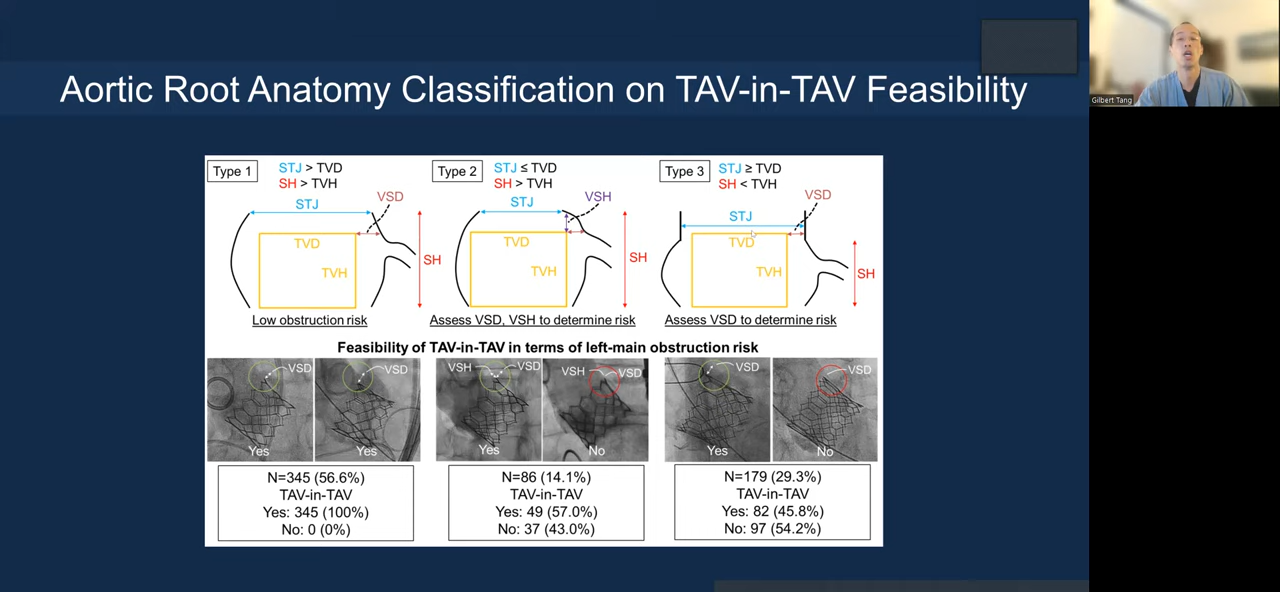 Aortic Root Anatomy Classification on TAV-in-TAV Feasibility
Gilbert Tang
Type 1
STJ > TVD
SH > TVH
STJ
VSD
TVD
TVH
SH
Low obstruction risk
Type 2
STJ ≤ TVD
SH > TVH
STJ
VSH
TVD
TVH
SH
Assess VSD, VSH to determine risk
Type 3
STJ ≥ TVD
SH < TVH
VSD
STJ
TVD
TVH
SH
Assess VSD to determine risk
Feasibility of TAV-in-TAV in terms of left-main obstruction risk
VSD
Yes
VSD
Yes
VSH VSD
Yes
VSH VSD
No
VSD
Yes
VSD
No
N=345 (56.6%)
TAV-in-TAV
Yes: 345 (100%)
No: 0 (0%)
N=86 (14.1%)
TAV-in-TAV
Yes: 49 (57.0%)
No: 37 (43.0%)
N=179 (29.3%)
TAV-in-TAV
Yes: 82 (45.8%)
No: 97 (54.2%)